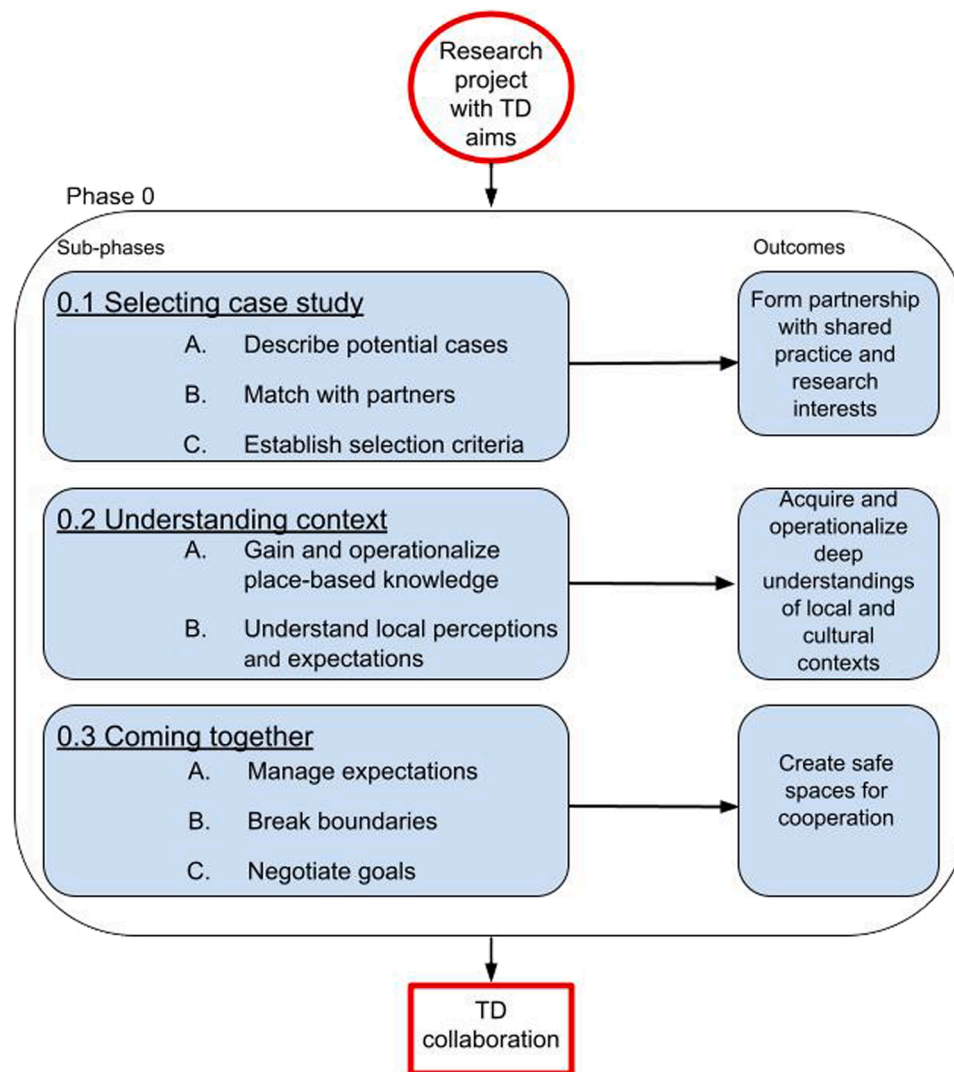 Research
project
with TD
aims
Phase 0
Sub-phases
Outcomes
0.1 Selecting case study
A. Describe potential cases
B. Match with partners
C. Establish selection criteria
Form partnership
with shared
practice and
research
interests
0.2 Understanding context
A. Gain and operationalize
place-based knowledge
B. Understand local perceptions
and expectations
Acquire and
operationalize
deep
understandings
of local and
cultural
contexts
0.3 Coming together
A. Manage expectations
B. Break boundaries
C. Negotiate goals
Create safe
spaces for
cooperation
TD
collaboration